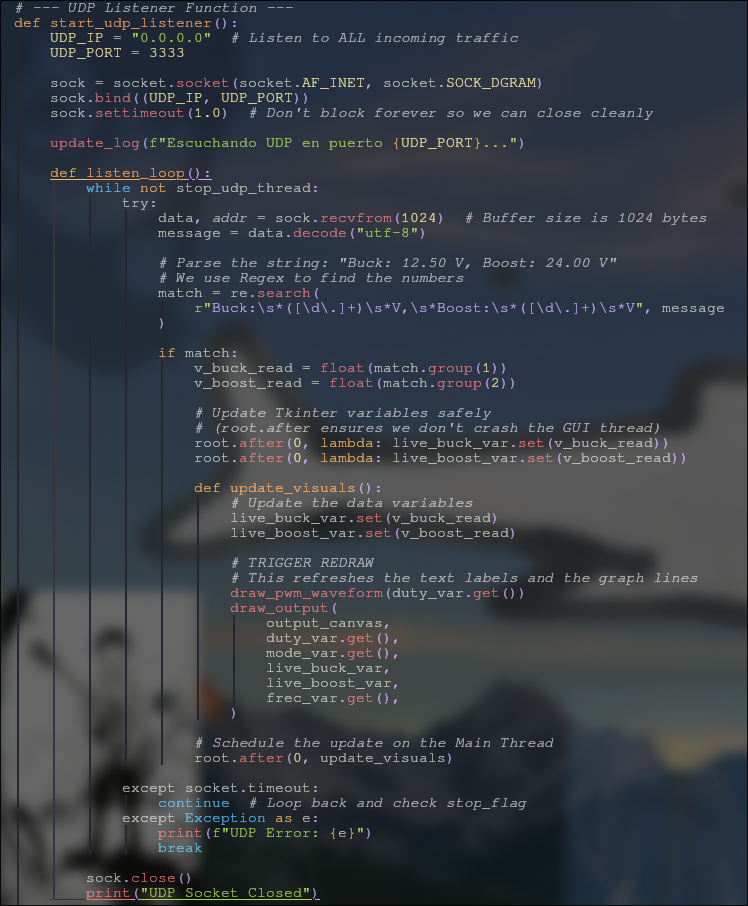 # --- UDP Listener Function ---
def start_udp_listener():
    UDP_IP = "0.0.0.0"  # Listen to ALL incoming traffic
    UDP_PORT = 3333

    sock = socket.socket(socket.AF_INET, socket.SOCK_DGRAM)
    sock.bind((UDP_IP, UDP_PORT))
    sock.settimeout(1.0)  # Don't block forever so we can close cleanly

    update_log(f"Escuchando UDP en puerto {UDP_PORT}...")

    def listen_loop():
        while not stop_udp_thread:
            try:
                data, addr = sock.recvfrom(1024)  # Buffer size is 1024 bytes
                message = data.decode("utf-8")

                # Parse the string: "Buck: 12.50 V, Boost: 24.00 V"
                # We use Regex to find the numbers
                match = re.search(
                    r"Buck:\s*([\d\.]+)\s*V,\s*Boost:\s*([\d\.]+)\s*V", message
                )

                if match:
                    v_buck_read = float(match.group(1))
                    v_boost_read = float(match.group(2))

                    # Update Tkinter variables safely
                    # (root.after ensures we don't crash the GUI thread)
                    root.after(0, lambda: live_buck_var.set(v_buck_read))
                    root.after(0, lambda: live_boost_var.set(v_boost_read))

                    def update_visuals():
                        # Update the data variables
                        live_buck_var.set(v_buck_read)
                        live_boost_var.set(v_boost_read)

                        # TRIGGER REDRAW
                        # This refreshes the text labels and the graph lines
                        draw_pwm_waveform(duty_var.get())
                        draw_output(
                            output_canvas,
                            duty_var.get(),
                            mode_var.get(),
                            live_buck_var,
                            live_boost_var,
                            frec_var.get(),
                        )

                    # Schedule the update on the Main Thread
                    root.after(0, update_visuals)

            except socket.timeout:
                continue  # Loop back and check stop_flag
            except Exception as e:
                print(f"UDP Error: {e}")
                break

        sock.close()
        print("UDP Socket Closed")